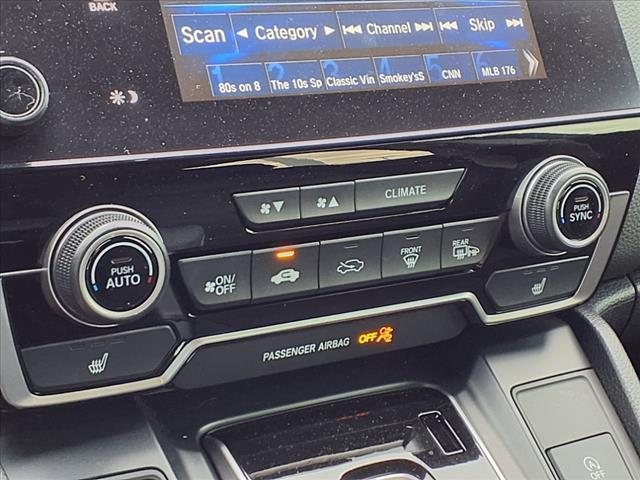 BACK
Scan ◄ Category ► Channel Skip
80s on 8 The 10s Sp Classic Vin Smokey'sS CNN MLB 176
CLIMATE
PUSH
AUTO
PUSH
SYNC
ON/
OFF
FRONT
REAR
PASSENGER AIRBAG OFF
A
OFF